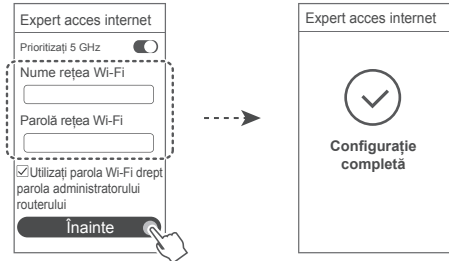 Expert acces internet
Prioritizați 5 GHz
Nume rețea Wi-Fi
Parolă rețea Wi-Fi
Utilizați parola Wi-Fi drept
parola administratorului
routerului
Înainte
Expert acces internet
Configurație
completă